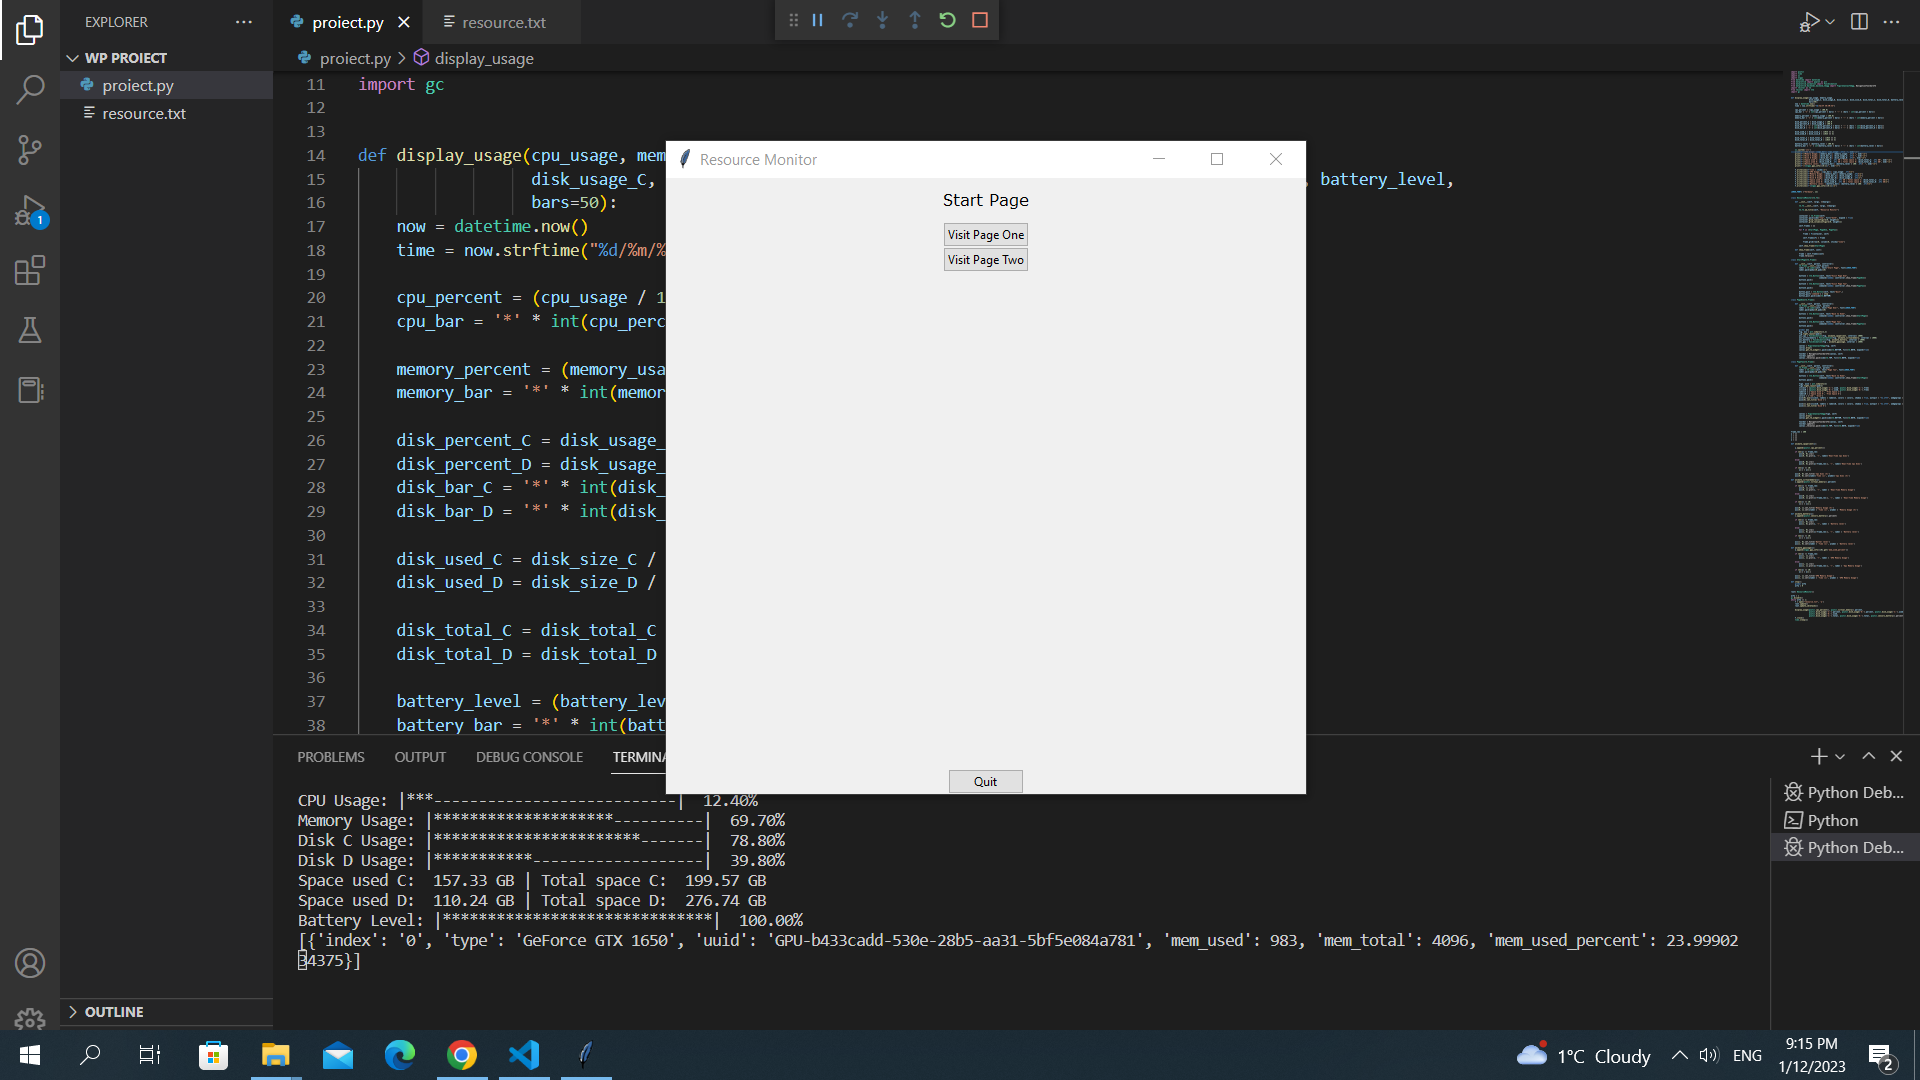 EXPLORER
WP PROJECT
proiect.py
resource.txt
OUTLINE
proiect.py
resource.txt
proiect.py > display_usage
11 import gc
12
13
14 def display_usage(cpu_usage, mem
15 disk_usage_C, battery_level,
16 bars=50):
17 now = datetime.now()
18 time = now.strftime("%d/%m/%
19
20 cpu_percent = (cpu_usage / 1
21 cpu_bar = '*' * int(cpu_perc
22
23 memory_percent = (memory_usa
24 memory_bar = '*' * int(memor
25
26 disk_percent_C = disk_usage_
27 disk_percent_D = disk_usage_
28 disk_bar_C = '*' * int(disk_
29 disk_bar_D = '*' * int(disk_
30
31 disk_used_C = disk_size_C /
32 disk_used_D = disk_size_D /
33
34 disk_total_C = disk_total_C
35 disk_total_D = disk_total_D
36
37 battery_level = (battery_lev
38 battery_bar = '*' * int(batt
Resource Monitor
Start Page
Visit Page One
Visit Page Two
Quit
PROBLEMS OUTPUT DEBUG CONSOLE TERMINA
CPU Usage: |***---------------------------| 12.40%
Memory Usage: |********************----------| 69.70%
Disk C Usage: |***********************-------| 78.80%
Disk D Usage: |***********-------------------| 39.80%
Space used C: 157.33 GB | Total space C: 199.57 GB
Space used D: 110.24 GB | Total space D: 276.74 GB
Battery Level: |******************************| 100.00%
[{'index': '0', 'type': 'GeForce GTX 1650', 'uuid': 'GPU-b433cadd-530e-28b5-aa31-5bf5e084a781', 'mem_used': 983, 'mem_total': 4096, 'mem_used_percent': 23.99902
34375}]
Python Deb...
Python
Python Deb...
1
1°C Cloudy
ENG
9:15 PM
1/12/2023
2